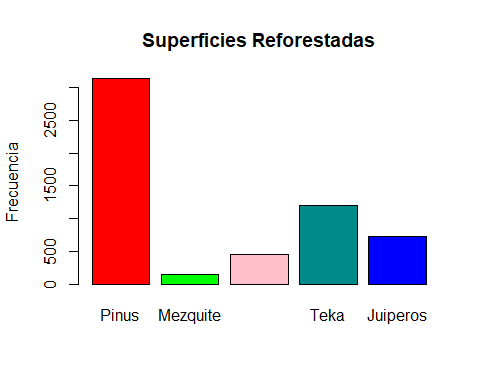 Superficies Reforestadas
Frecuencia
2500
1500
500
0
Pinus Mezquite Teka Juiperos